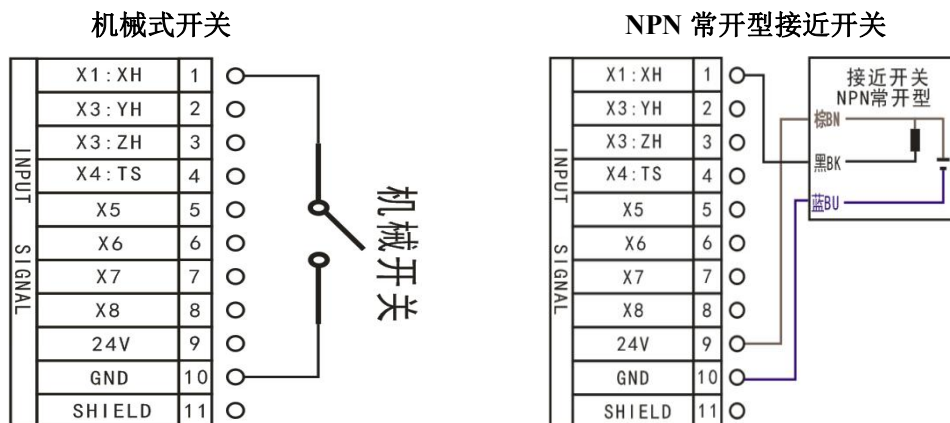 机械式开关
INPUT SIGNAL
X1:XH 1
X3:YH 2
X3:ZH 3
X4:TS 4
X5 5
X6 6
X7 7
X8 8
24V 9
GND 10
SHIELD 11
机械开关
NPN 常开型接近开关
INPUT SIGNAL
X1:XH 1
X3:YH 2
X3:ZH 3
X4:TS 4
X5 5
X6 6
X7 7
X8 8
24V 9
GND 10
SHIELD 11
接近开关
NPN常开型
棕BN
黑BK
蓝BU